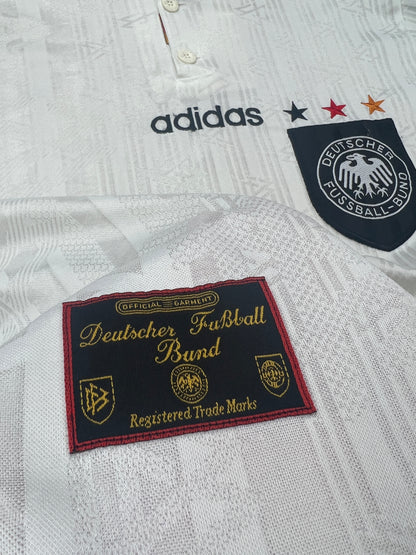 adidas
DEUTSCHER
FUSSBALL-BUND
OFFICIAL GARMENT
Deutscher Fußball
Bund
Registered Trade Marks